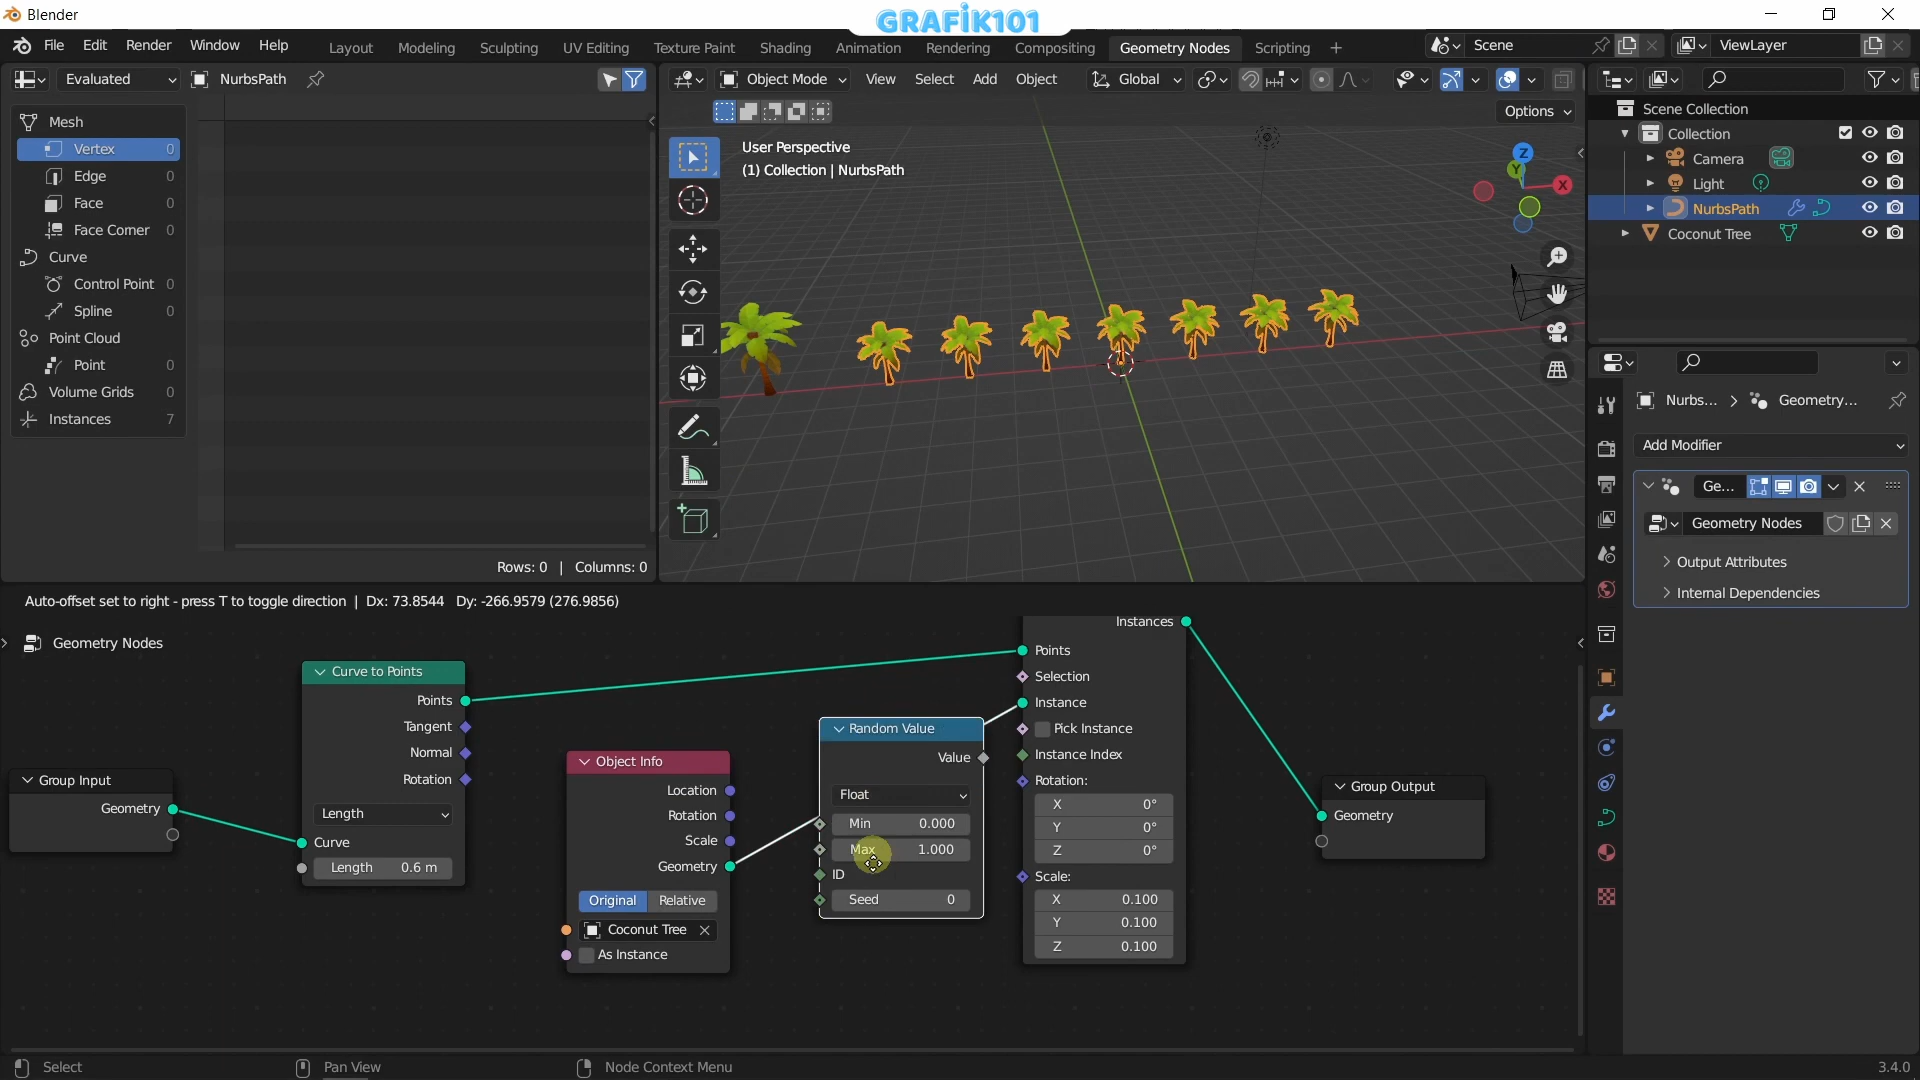 Blender
GRAFİK101
File Edit Render Window Help
Layout Modeling Sculpting UV Editing Texture Paint Shading Animation Rendering Compositing Geometry Nodes Scripting +
Scene
ViewLayer
Evaluated
NurbsPath
Object Mode View Select Add Object
Global
Options
Mesh
Vertex 0
Edge 0
Face 0
Face Corner 0
Curve
Control Point 0
Spline 0
Point Cloud
Point 0
Volume Grids 0
Instances 7
Rows: 0 | Columns: 0
User Perspective
(1) Collection | NurbsPath
Z
Y
X
Scene Collection
Collection
Camera
Light
NurbsPath
Coconut Tree
Nurbs... > Geometry...
Add Modifier
Ge...
Geometry Nodes
Output Attributes
Internal Dependencies
Auto-offset set to right - press T to toggle direction | Dx: 73.8544 Dy: -266.9579 (276.9856)
Geometry Nodes
Group Input
Geometry
Curve to Points
Points
Tangent
Normal
Rotation
Length
Curve
Length 0.6 m
Object Info
Location
Rotation
Scale
Geometry
Original Relative
Coconut Tree
As Instance
Random Value
Value
Float
Min 0.000
Max 1.000
ID
Seed 0
Instances
Points
Selection
Instance
Pick Instance
Instance Index
Rotation:
X 0°
Y 0°
Z 0°
Scale:
X 0.100
Y 0.100
Z 0.100
Group Output
Geometry
Select
Pan View
Node Context Menu
3.4.0